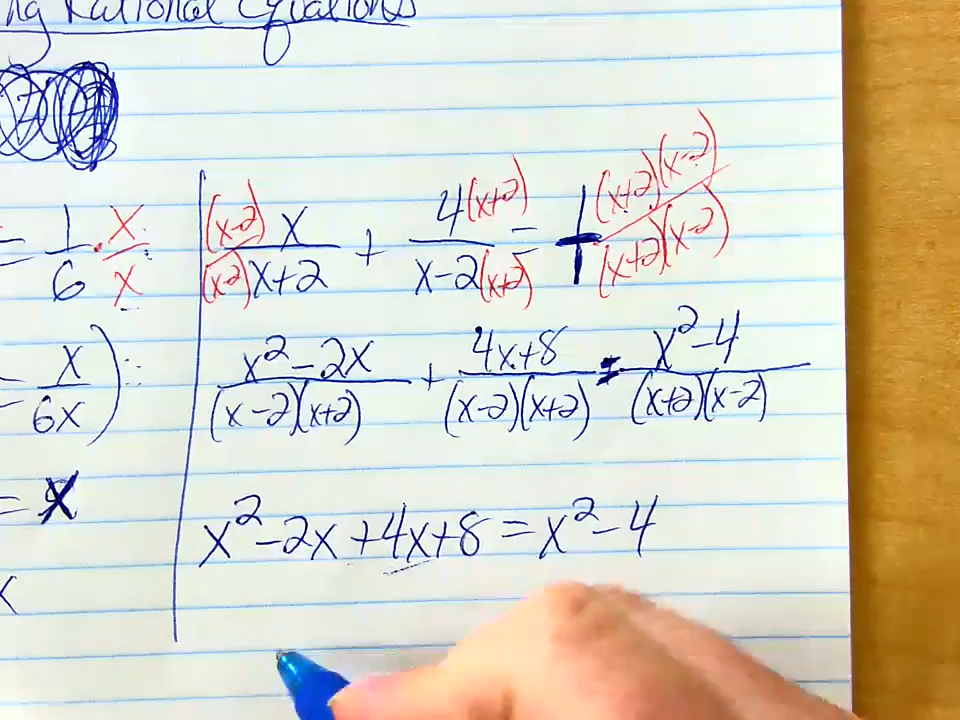 ng Rational Equations
= 1/6 · x/x
(x-2)x/(x-2)x+2 + 4(x+2)/x-2(x+2) = 1 (x+2)(x-2)/(x+2)(x-2)
= x/6x )
x²-2x/(x-2)(x+2) + 4x+8/(x-2)(x+2) = x²-4/(x+2)(x-2)
= x
x²-2x+4x+8=x²-4